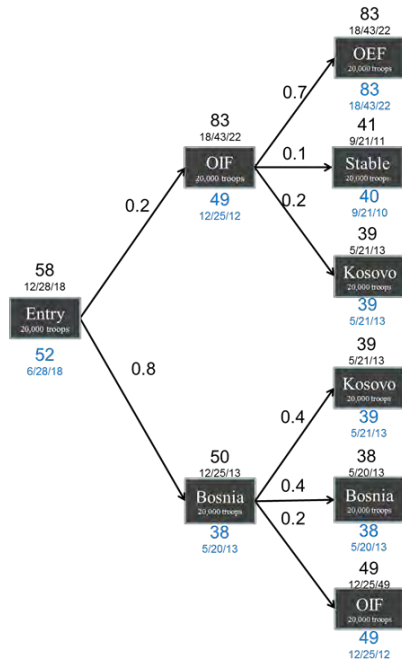 83
18/43/22
OEF
20,000 troops
83
18/43/22
0.7
83
18/43/22
OIF
20,000 troops
49
12/25/12
0.1
41
9/21/11
Stable
20,000 troops
40
9/21/10
0.2
0.2
39
5/21/13
Kosovo
20,000 troops
39
5/21/13
58
12/28/18
Entry
20,000 troops
52
6/28/18
0.8
39
5/21/13
Kosovo
20,000 troops
39
5/21/13
0.4
50
12/25/13
Bosnia
20,000 troops
38
5/20/13
0.4
38
5/20/13
Bosnia
20,000 troops
38
5/20/13
0.2
49
12/25/49
OIF
20,000 troops
49
12/25/12